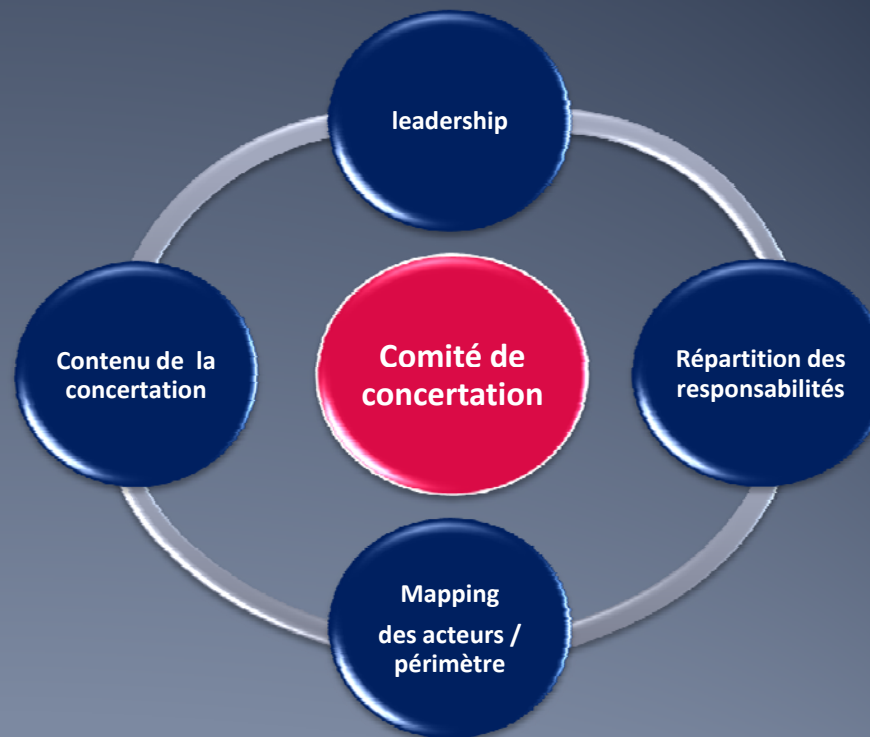 leadership
Contenu de la
concertation
Comité de
concertation
Répartition des
responsabilités
Mapping
des acteurs /
périmètre